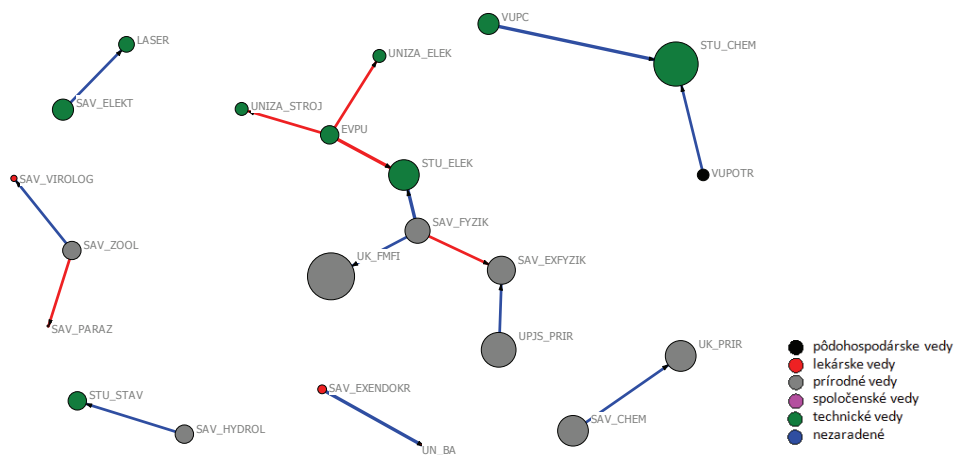 VUPC
LASER
STU_CHEM
UNIZA_ELEK
SAV_ELEKT
UNIZA_STROJ
EVPU
STU_ELEK
VUPOTR
SAV_VIROLOG
SAV_FYZIK
SAV_ZOOL
UK_FMFI
SAV_EXFYZIK
SAV_PARAZ
UPJS_PRIR
UK_PRIR
pôdohospodárske vedy
lekárske vedy
prírodné vedy
spoločenské vedy
technické vedy
nezaradené
STU_STAV
SAV_EXENDOKR
SAV_CHEM
SAV_HYDROL
UN_BA